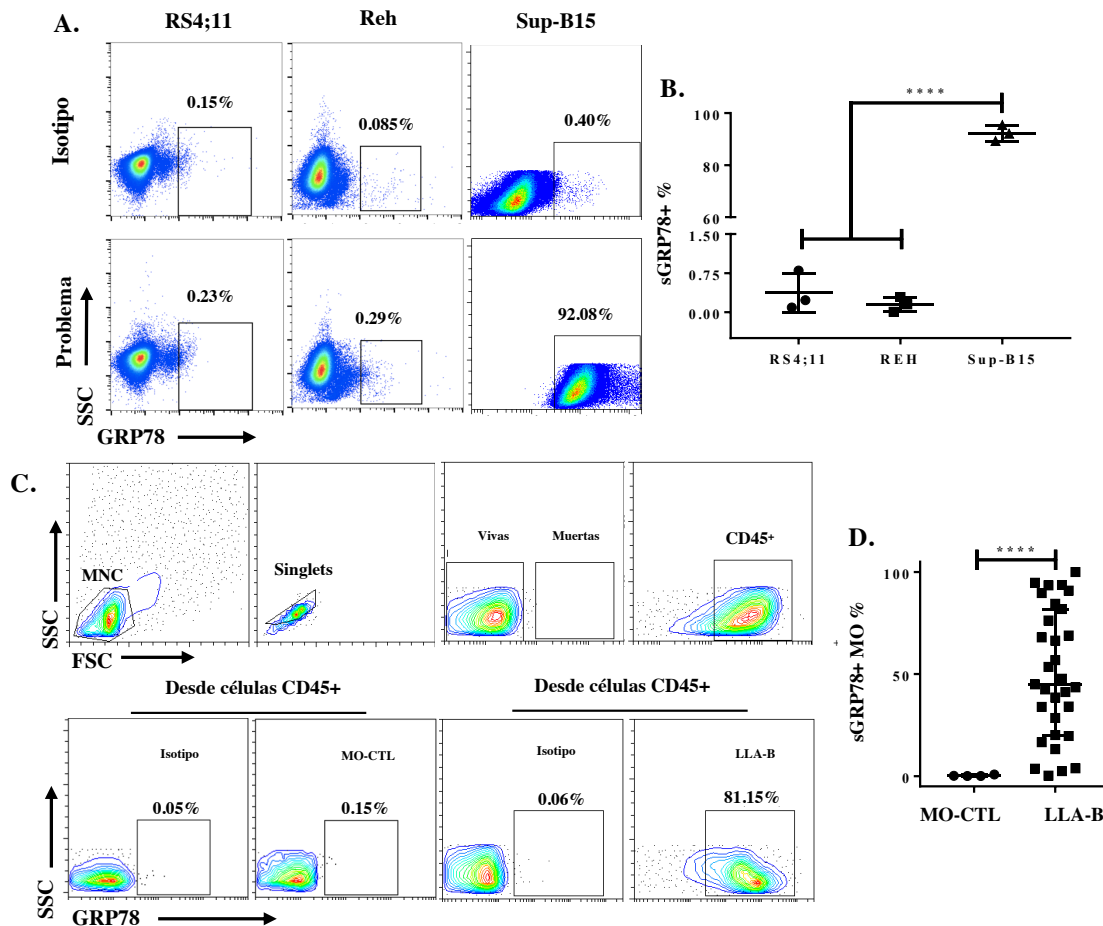 A.
RS4;11
Reh
Sup-B15
Isotipo
0.15%
0.085%
0.40%
Problema
0.23%
0.29%
92.08%
SSC
GRP78
B.
****
sGRP78+ %
100
80
60
1.50
0.75
0.00
RS4;11
REH
Sup-B15
C.
MNC
Singlets
Vivas
Muertas
CD45+
SSC
FSC
+
Desde células CD45+
Desde células CD45+
Isotipo
MO-CTL
Isotipo
LLA-B
0.05%
0.15%
0.06%
81.15%
SSC
GRP78
D.
****
sGRP78+ MO %
100
50
0
MO-CTL
LLA-B